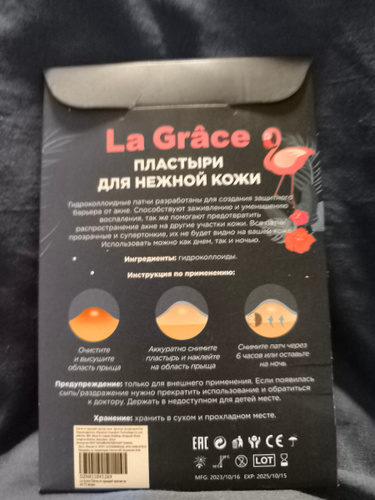 La Grâce
ПЛАСТЫРИ
ДЛЯ НЕЖНОЙ КОЖИ
Гидроколлоидные патчи разработаны для создания защитного
барьера от акне. Способствуют заживлению и уменьшению
воспаления, так же помогают предотвратить
распространение акне на другие участки кожи. Все патчи
прозрачные и супертонкие, их не будет видно на вашей коже.
Использовать можно как днем, так и ночью.
Ингредиенты: гидроколлоиды.
Инструкция по применению:
Очистите
и высушите
область прыща
Аккуратно снимите
пластырь и наклейте
на область прыща
Снимите патч через
6 часов или оставьте
на ночь
Предупреждение: только для внешнего применения. Если появилась
сыпь/раздражение нужно прекратить использование и обратиться
к доктору. Держать в недоступном для детей месте.
Хранение: хранить в сухом и прохладном месте.
EAC
LOT
MFG: 2023/10/16 EXP: 2025/10/15